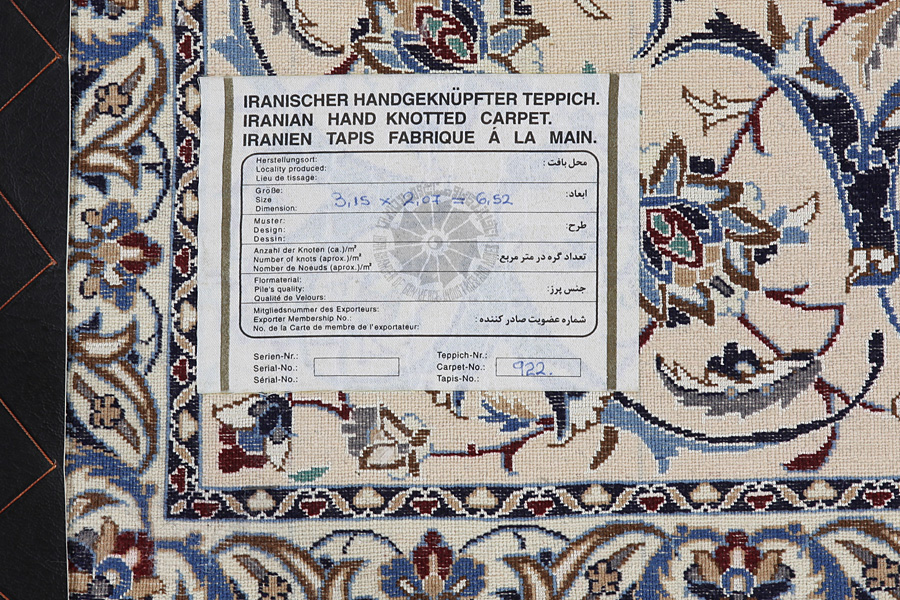 IRANISCHER HANDGEKNÜPFTER TEPPICH.
IRANIAN HAND KNOTTED CARPET.
IRANIEN TAPIS FABRIQUE Á LA MAIN.
Herstellungsort:
Locality produced:
Lieu de tissage:
محل بافت :
Größe:
Size
Dimension:
3,15 x 2,07 = 6,52
ابعاد:
Muster:
Design:
Dessin:
طرح:
Anzahl der Knoten (ca.)/m²
Number of knots (aprox.)/m²
Number de Noeuds (aprox.)/m²
تعداد گره در متر مربع:
Flormaterial:
Pile's quality:
Qualité de Velours:
جنس پرز:
Mitgliedsnummer des Exporteurs:
Exporter Membership No.:
No. de la Carte de membre de l'exportateur:
شماره عضویت صادر کننده :
Serien-Nr.:
Serial-No.:
Sérial-No.:
Teppich-Nr.:
Carpet-No.:
Tapis-No.:
922.